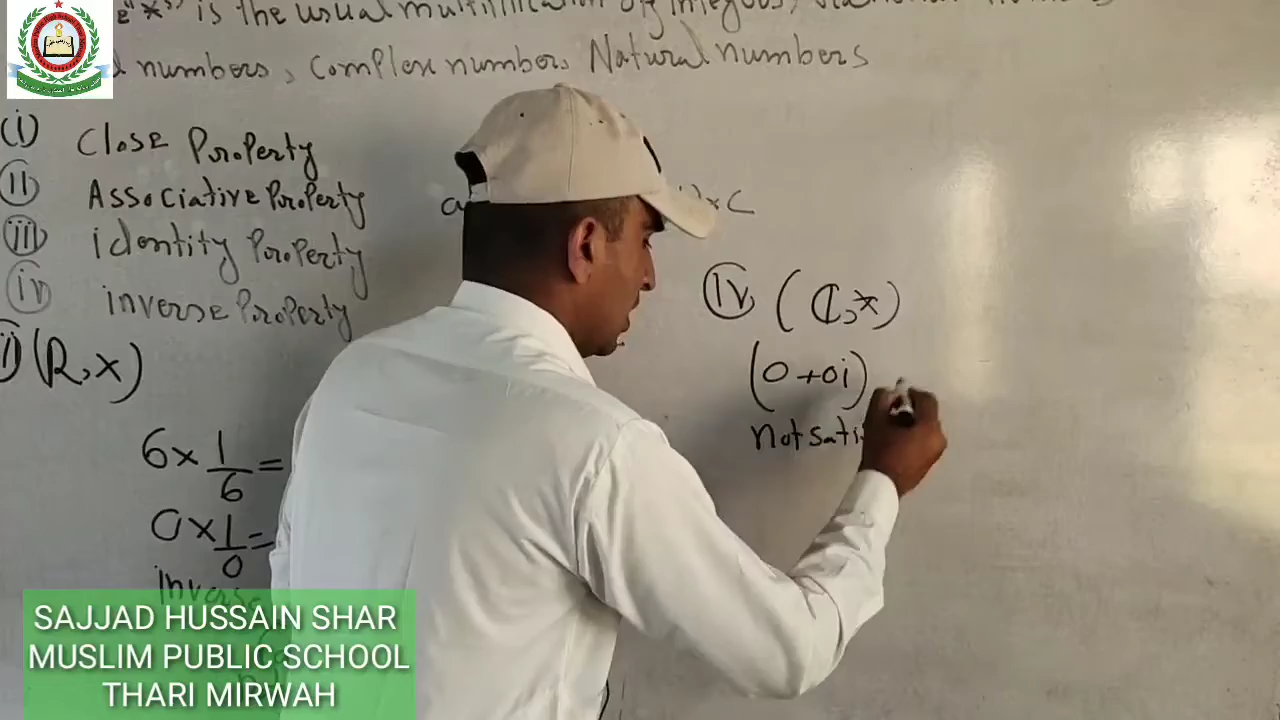 is the usual multiplication of integers,
numbers, Complex numbers Natural numbers
(i) Close Property
(ii) Associative Property
(iii) identity Property
iv inverse Property
(R,x)
6 x 1/6 =
0 x 1/0 =
inverse
) x C
(iv) (C,x)
(0 +0i)
not sati
SAJJAD HUSSAIN SHAR
MUSLIM PUBLIC SCHOOL
THARI MIRWAH